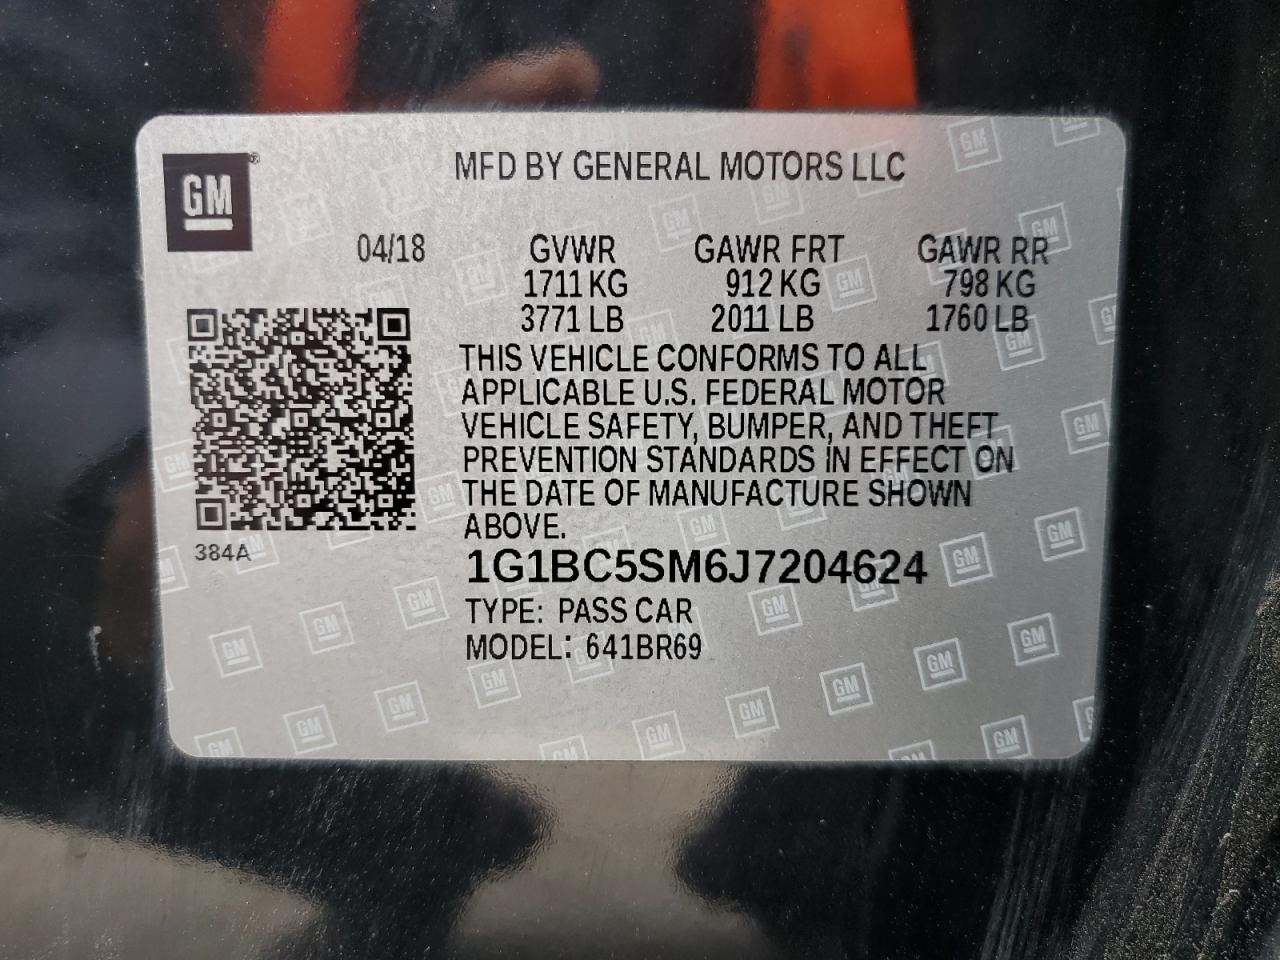 GM®
MFD BY GENERAL MOTORS LLC
04/18 GVWR GAWR FRT GAWR RR
1711 KG 912 KG 798 KG
3771 LB 2011 LB 1760 LB
THIS VEHICLE CONFORMS TO ALL
APPLICABLE U.S. FEDERAL MOTOR
VEHICLE SAFETY, BUMPER, AND THEFT
PREVENTION STANDARDS IN EFFECT ON
THE DATE OF MANUFACTURE SHOWN
ABOVE.
384A
1G1BC5SM6J7204624
TYPE: PASS CAR
MODEL: 641BR69